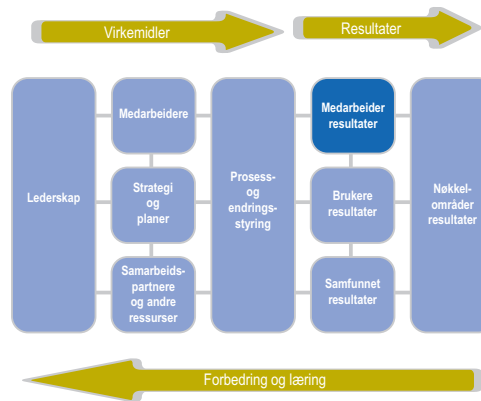 Virkemidler
Resultater
Lederskap
Medarbeidere
Strategi
og
planer
Samarbeids-
partnere
og andre
ressurser
Prosess-
og
endrings-
styring
Medarbeider
resultater
Brukere
resultater
Samfunnet
resultater
Nøkkel-
områder
resultater
Forbedring og læring